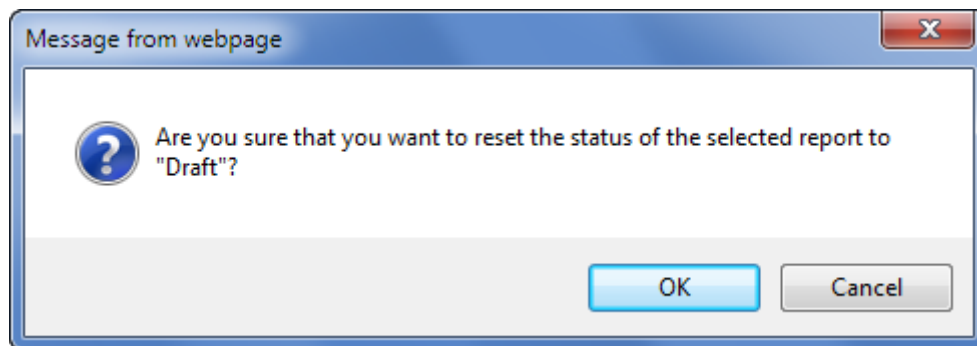 Message from webpage
Are you sure that you want to reset the status of the selected report to
"Draft"?
OK
Cancel